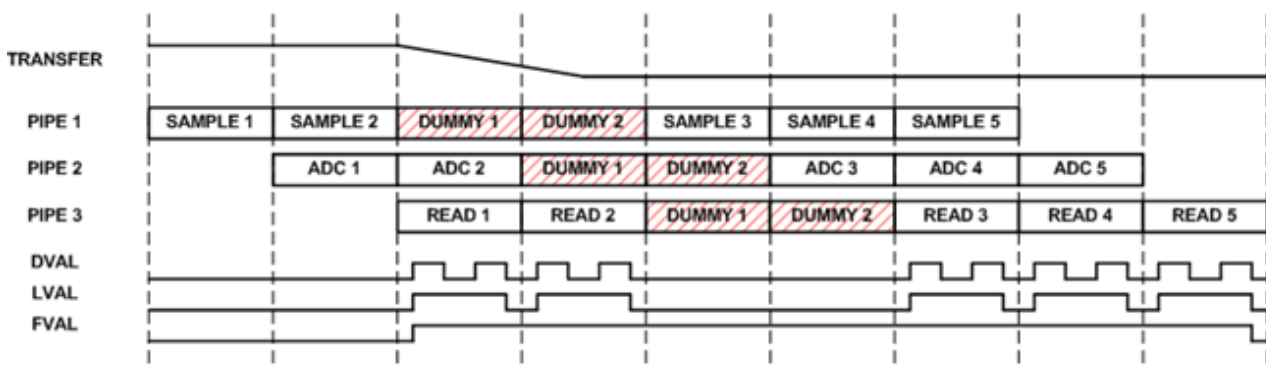 TRANSFER
PIPE 1 SAMPLE 1 SAMPLE 2 DUMMY 1 DUMMY 2 SAMPLE 3 SAMPLE 4 SAMPLE 5
PIPE 2 ADC 1 ADC 2 DUMMY 1 DUMMY 2 ADC 3 ADC 4 ADC 5
PIPE 3 READ 1 READ 2 DUMMY 1 DUMMY 2 READ 3 READ 4 READ 5
DVAL
LVAL
FVAL